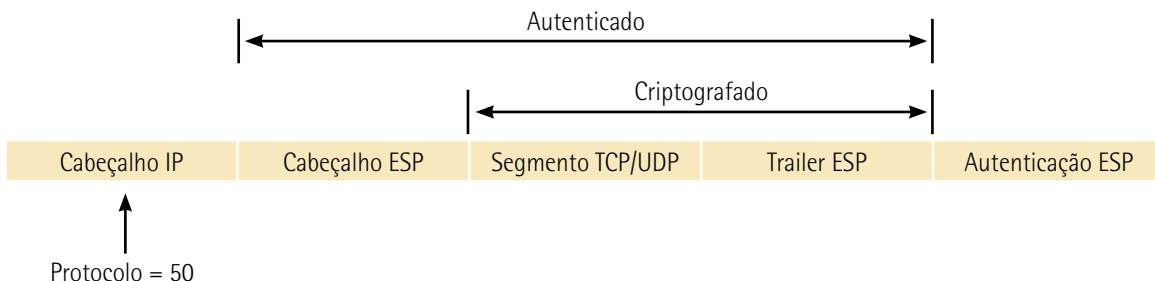 Autenticado
Criptografado
Cabeçalho IP Cabeçalho ESP Segmento TCP/UDP Trailer ESP Autenticação ESP
Protocolo = 50